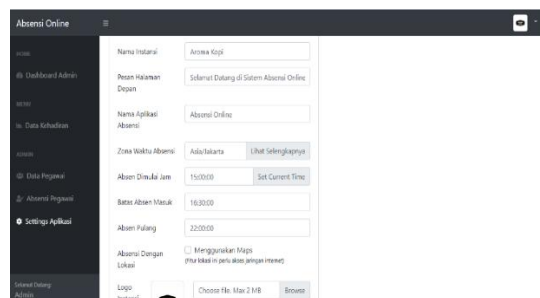 Absensi Online
HOME
Dashboard Admin
MENU
Data Kehadiran
ADMIN
Data Pegawai
Absensi Pegawai
Settings Aplikasi
Selamat Datang:
Admin
Nama Instansi
Aroma Kopi
Pesan Halaman
Depan
Selamat Datang di Sistem Absensi Online
Nama Aplikasi
Absensi
Absensi Online
Zona Waktu Absensi
Asia/Jakarta
Lihat Selengkapnya
Absen Dimulai Jam
15:00:00
Set Current Time
Batas Absen Masuk
16:30:00
Absen Pulang
22:00:00
Absensi Dengan
Lokasi
Menggunakan Maps
(Fitur lokasi ini perlu akses jaringan internet)
Logo
Instansi
Choose file. Max 2 MB
Browse